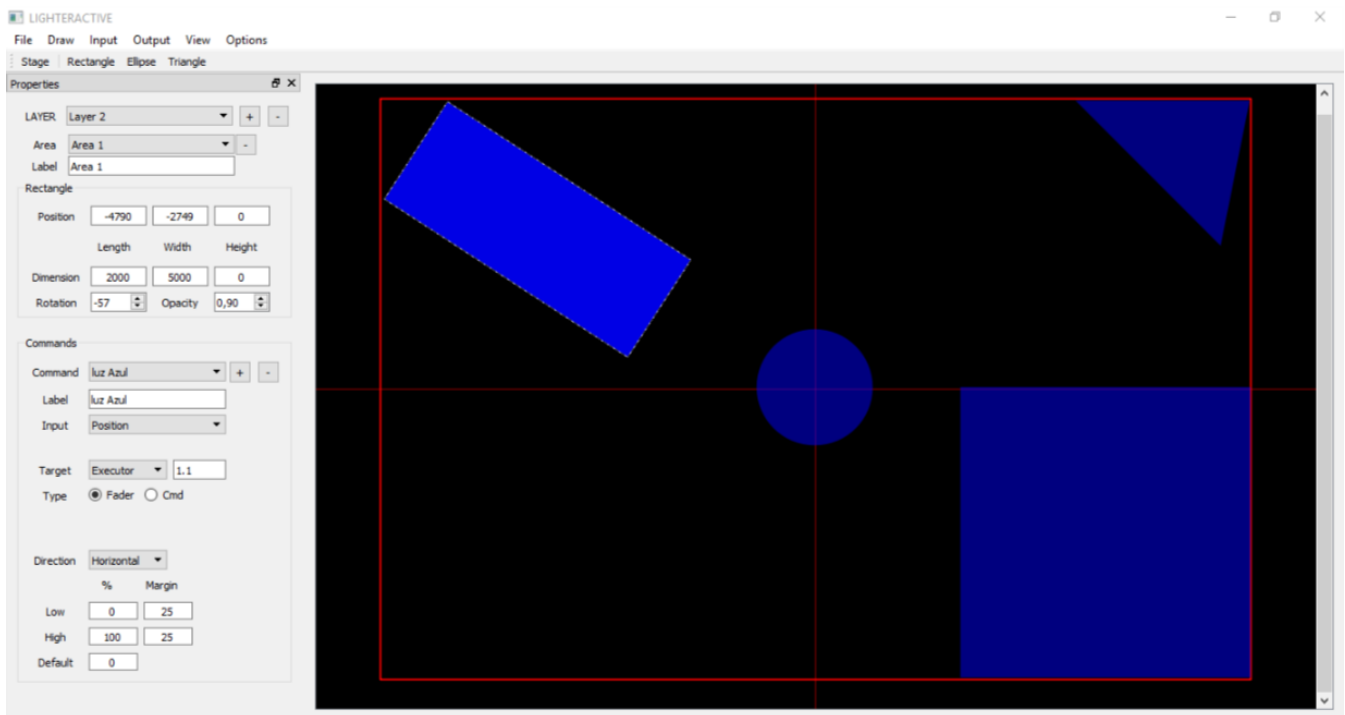 LIGHTERACTIVE
File Draw Input Output View Options
Stage Rectangle Ellipse Triangle
Properties
LAYER Layer 2 + -
Area Area 1 -
Label Area 1
Rectangle
Position -4790 -2749 0
Length Width Height
Dimension 2000 5000 0
Rotation -57 Opacity 0,90
Commands
Command luz Azul + -
Label luz Azul
Input Position
Target Executor 1.1
Type Fader Cmd
Direction Horizontal
% Margin
Low 0 25
High 100 25
Default 0